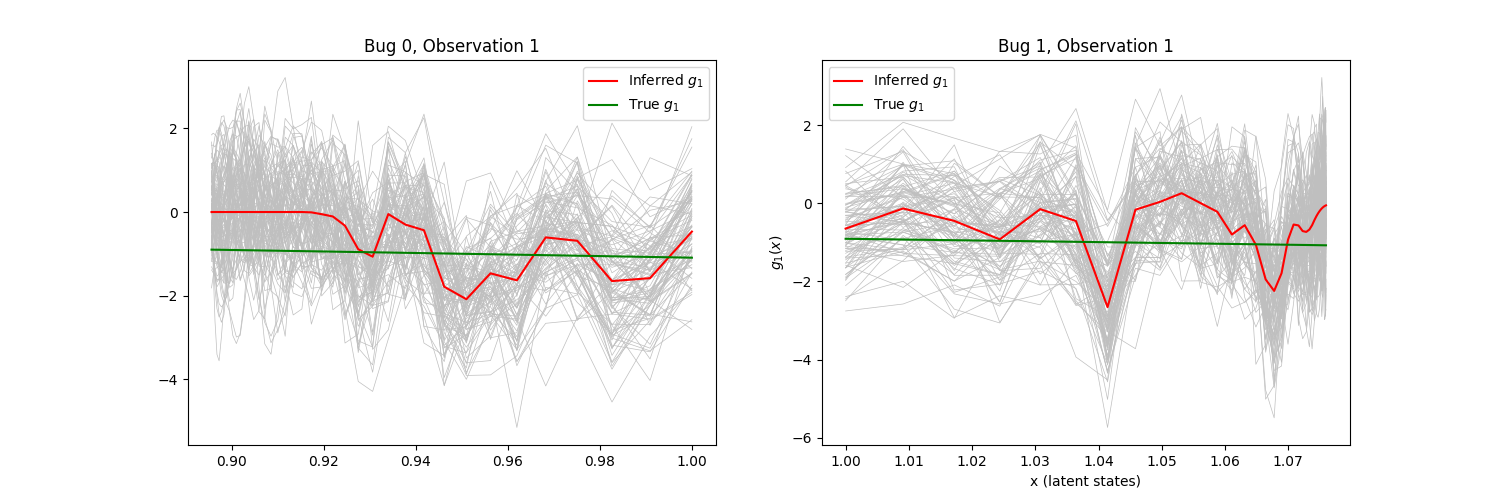 Bug 0, Observation 1
Inferred g₁
True g₁
2
0
−2
−4
0.90 0.92 0.94 0.96 0.98 1.00
Bug 1, Observation 1
Inferred g₁
True g₁
g₁(x)
2
0
−2
−4
−6
1.00 1.01 1.02 1.03 1.04 1.05 1.06 1.07
x (latent states)